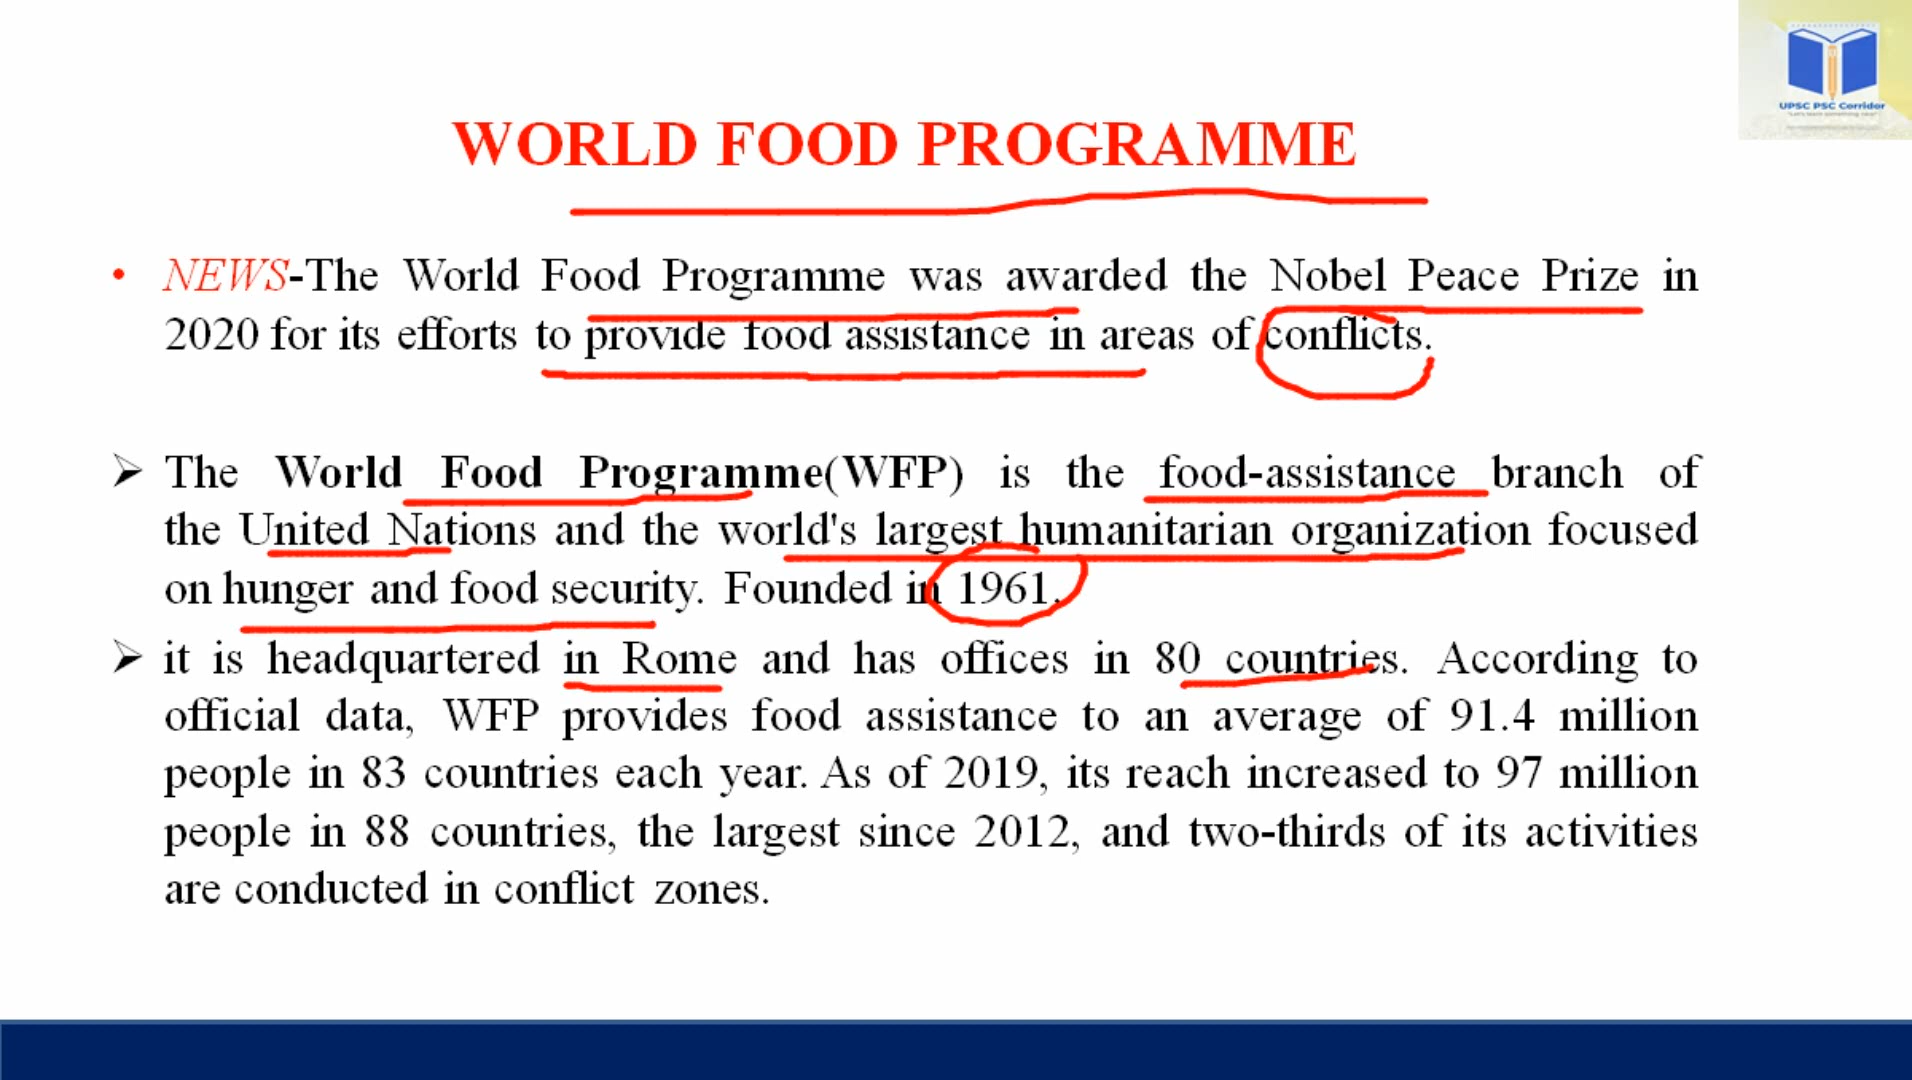 UPSC PSC Corridor
WORLD FOOD PROGRAMME
• NEWS-The World Food Programme was awarded the Nobel Peace Prize in
2020 for its efforts to provide food assistance in areas of conflicts.
➢ The World Food Programme(WFP) is the food-assistance branch of
the United Nations and the world's largest humanitarian organization focused
on hunger and food security. Founded in 1961.
➢ it is headquartered in Rome and has offices in 80 countries. According to
official data, WFP provides food assistance to an average of 91.4 million
people in 83 countries each year. As of 2019, its reach increased to 97 million
people in 88 countries, the largest since 2012, and two-thirds of its activities
are conducted in conflict zones.